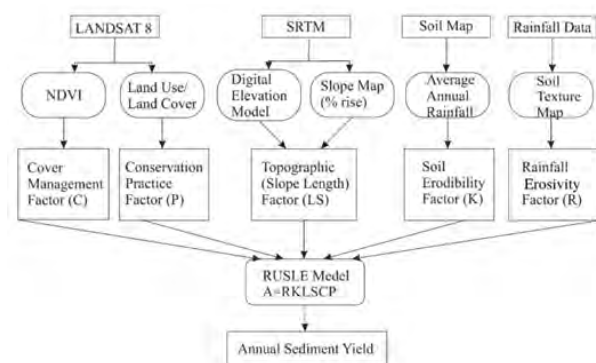 LANDSAT 8
SRTM
Soil Map
Rainfall Data
NDVI
Land Use/
Land Cover
Digital
Elevation
Model
Slope Map
(% rise)
Average
Annual
Rainfall
Soil
Texture
Map
Cover
Management
Factor (C)
Conservation
Practice
Factor (P)
Topographic
(Slope Length)
Factor (LS)
Soil
Erodibility
Factor (K)
Rainfall
Erosivity
Factor (R)
RUSLE Model
A=RKLSCP
Annual Sediment Yield